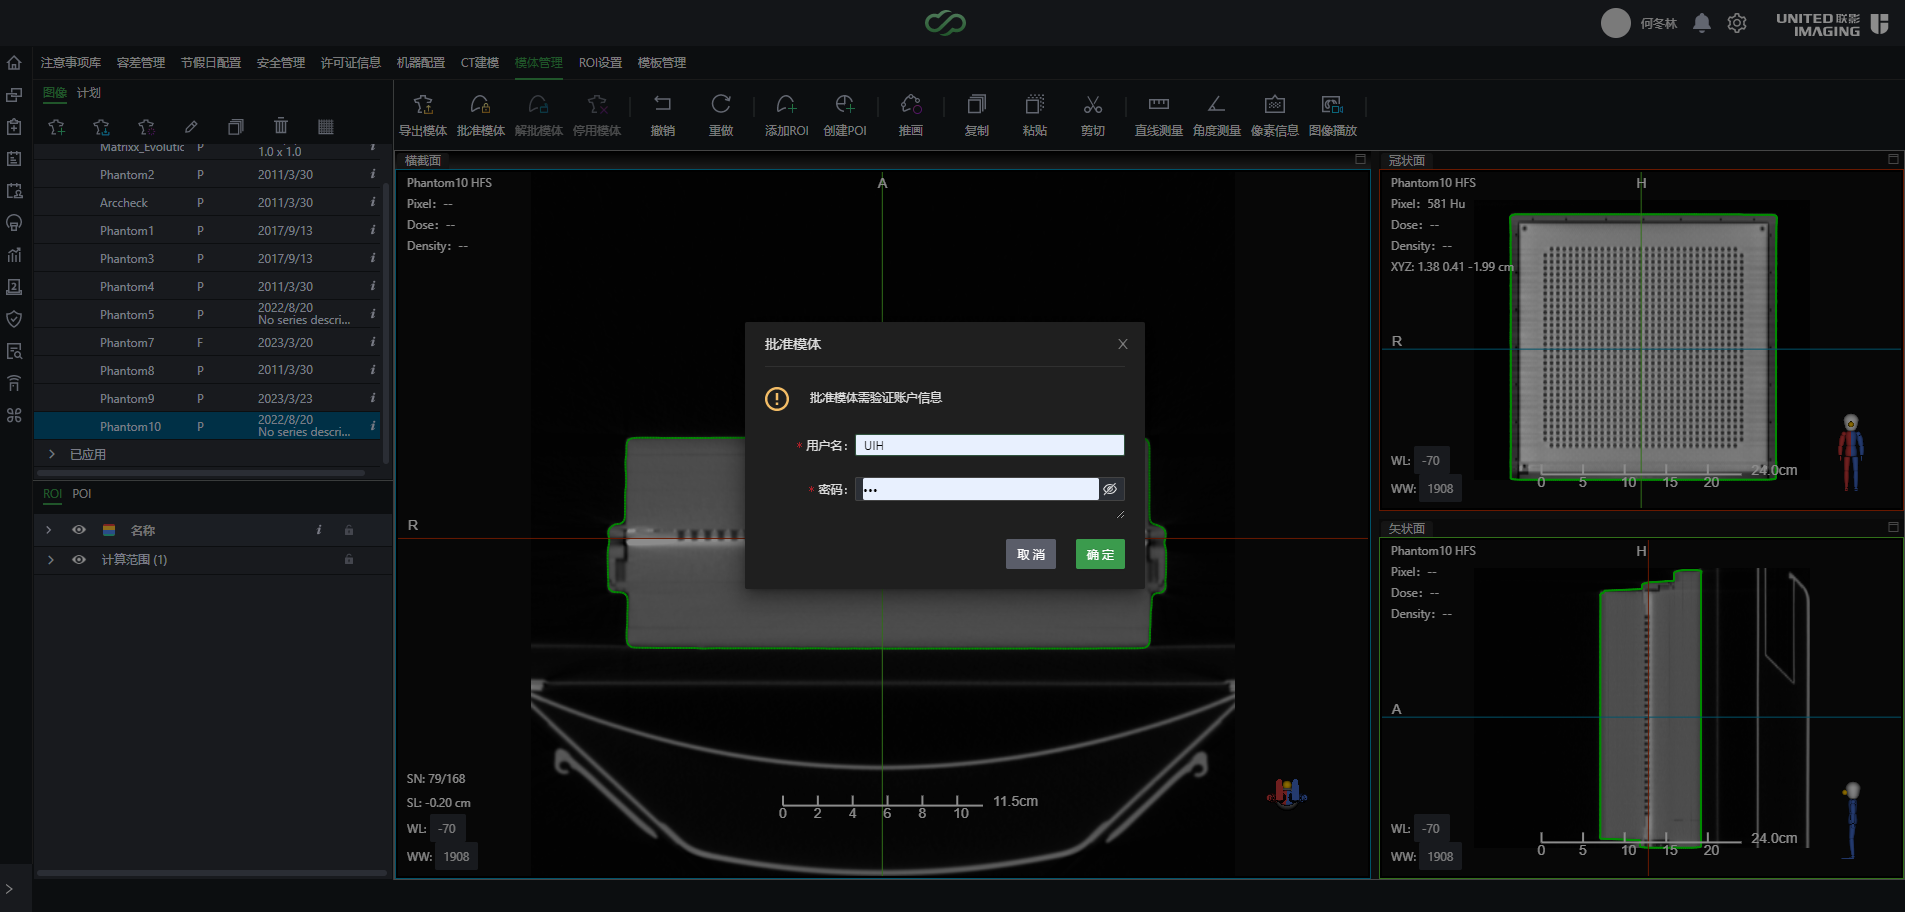 何冬林
UNITED 联影
IMAGING
注意事项库 容差管理 节假日配置 安全管理 许可证信息 机器配置 CT建模 模体管理 ROI设置 模板管理
图像 计划
导出模体 批准模体 解批模体 停用模体 撤销 重做 添加ROI 创建POI 推画 复制 粘贴 剪切 直线测量 角度测量 像素信息 图像播放
Matrixx_Evolutic P
1.0 x 1.0
Phantom2 P 2011/3/30
Arccheck P 2011/3/30
Phantom1 P 2017/9/13
Phantom3 P 2017/9/13
Phantom4 P 2011/3/30
Phantom5 P 2022/8/20
No series descri...
Phantom7 F 2023/3/20
Phantom8 P 2011/3/30
Phantom9 P 2023/3/23
Phantom10 P 2022/8/20
No series descri...
已应用
ROI POI
名称
计算范围 (1)
横截面
Phantom10 HFS
Pixel: --
Dose: --
Density: --
A
R
SN: 79/168
SL: -0.20 cm
WL: -70
WW: 1908
0 2 4 6 8 10 11.5cm
批准模体
批准模体需验证账户信息
* 用户名: UIH
* 密码: •••
取消 确定
冠状面
Phantom10 HFS
Pixel: 581 Hu
Dose: --
Density: --
XYZ: 1.38 0.41 -1.99 cm
H
R
WL: -70
WW: 1908
0 5 10 15 20 24.0cm
矢状面
Phantom10 HFS
Pixel: --
Dose: --
Density: --
H
A
WL: -70
WW: 1908
0 5 10 15 20 24.0cm